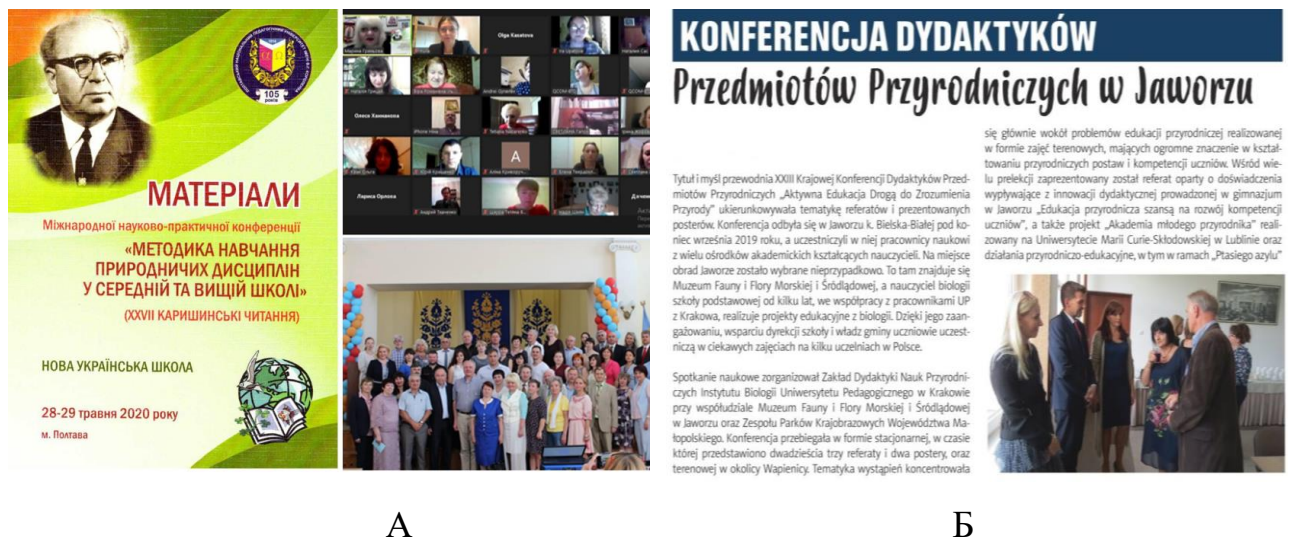 105
років
МАТЕРІАЛИ
Міжнародної науково-практичної конференції
«МЕТОДИКА НАВЧАННЯ
ПРИРОДНИЧИХ ДИСЦИПЛІН
У СЕРЕДНІЙ ТА ВИЩІЙ ШКОЛІ»
(XXVII КАРИШИНСЬКІ ЧИТАННЯ)
НОВА УКРАЇНСЬКА ШКОЛА
28-29 травня 2020 року
м. Полтава
Olga Kasatova
Олеся Ханнанова
А
Лариса Орлова
KONFERENCJA DYDAKTYKÓW
Przedmiotów Przyrodniczych w Jaworzu
Tytuł i myśl przewodnia XXIII Krajowej Konferencji Dydaktyków Przed-
miotów Przyrodniczych „Aktywna Edukacja Drogą do Zrozumienia
Przyrody” ukierunkowywała tematykę referatów i prezentowanych
posterów. Konferencja odbyła się w Jaworzu k. Bielska-Białej pod ko-
niec września 2019 roku, a uczestniczyli w niej pracownicy naukowi
z wielu ośrodków akademickich kształcących nauczycieli. Na miejsce
obrad Jaworze zostało wybrane nieprzypadkowo. To tam znajduje się
Muzeum Fauny i Flory Morskiej i Śródlądowej, a nauczyciel biologii
szkoły podstawowej od kilku lat, we współpracy z pracownikami UP
z Krakowa, realizuje projekty edukacyjne z biologii. Dzięki jego zaan-
gażowaniu, wsparciu dyrekcji szkoły i władz gminy uczniowie uczest-
niczą w ciekawych zajęciach na kilku uczelniach w Polsce.
Spotkanie naukowe zorganizował Zakład Dydaktyki Nauk Przyrodni-
czych Instytutu Biologii Uniwersytetu Pedagogicznego w Krakowie
przy współudziale Muzeum Fauny i Flory Morskiej i Śródlądowej
w Jaworzu oraz Zespołu Parków Krajobrazowych Województwa Ma-
łopolskiego. Konferencja przebiegała w formie stacjonarnej, w czasie
której przedstawiono dwadzieścia trzy referaty i dwa postery, oraz
terenowej w okolicy Wapienicy. Tematyka wystąpień koncentrowała
się głównie wokół problemów edukacji przyrodniczej realizowanej
w formie zajęć terenowych, mających ogromne znaczenie w kształ-
towaniu przyrodniczych postaw i kompetencji uczniów. Wśród wie-
lu prelekcji zaprezentowany został referat oparty o doświadczenia
wypływające z innowacji dydaktycznej prowadzonej w gimnazjum
w Jaworzu „Edukacja przyrodnicza szansą na rozwój kompetencji
uczniów”, a także projekt „Akademia młodego przyrodnika” reali-
zowany na Uniwersytecie Marii Curie-Skłodowskiej w Lublinie oraz
działania przyrodniczo-edukacyjne, w tym w ramach „Ptasiego azylu”
А
Б